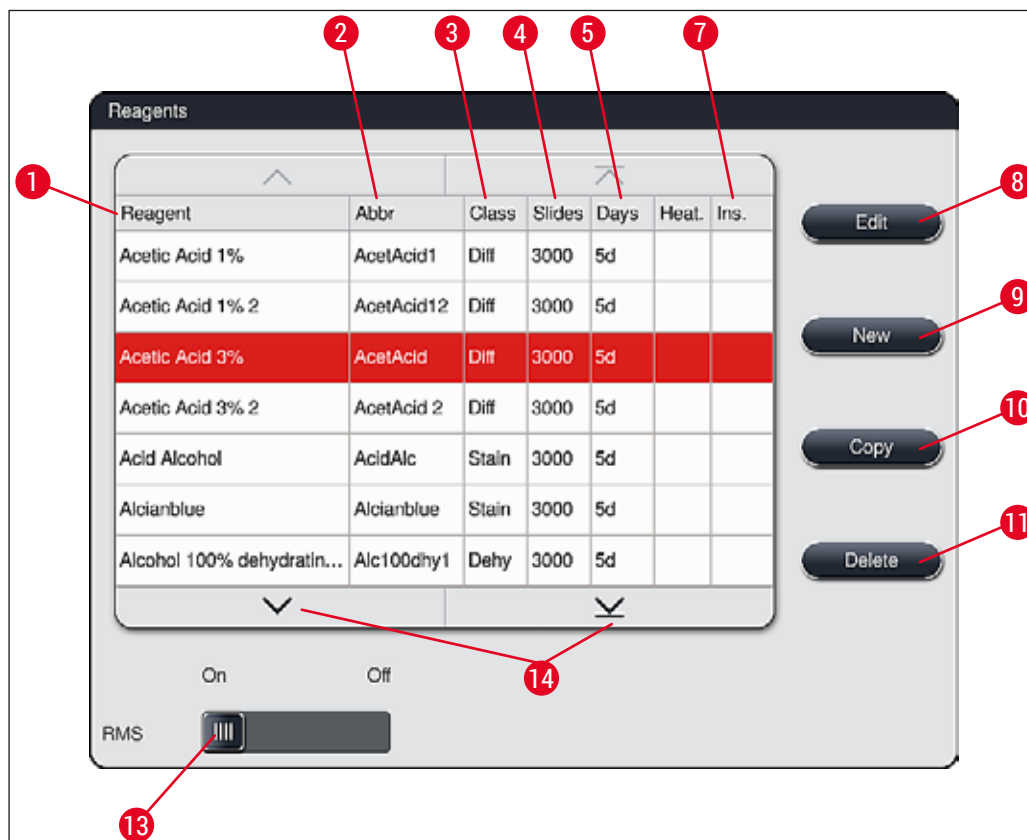 2 3 4 5 7
Reagents
1
8
Reagent Abbr Class Slides Days Heat. Ins.
Edit
Acetic Acid 1% AcetAcid1 Diff 3000 5d
9
Acetic Acid 1% 2 AcetAcid12 Diff 3000 5d
New
Acetic Acid 3% AcetAcid Diff 3000 5d
10
Acetic Acid 3% 2 AcetAcid 2 Diff 3000 5d
Copy
Acid Alcohol AcidAlc Stain 3000 5d
Alcianblue Alcianblue Stain 3000 5d
11
Alcohol 100% dehydratin... Alc100dhy1 Dehy 3000 5d
Delete
On Off
14
RMS
13